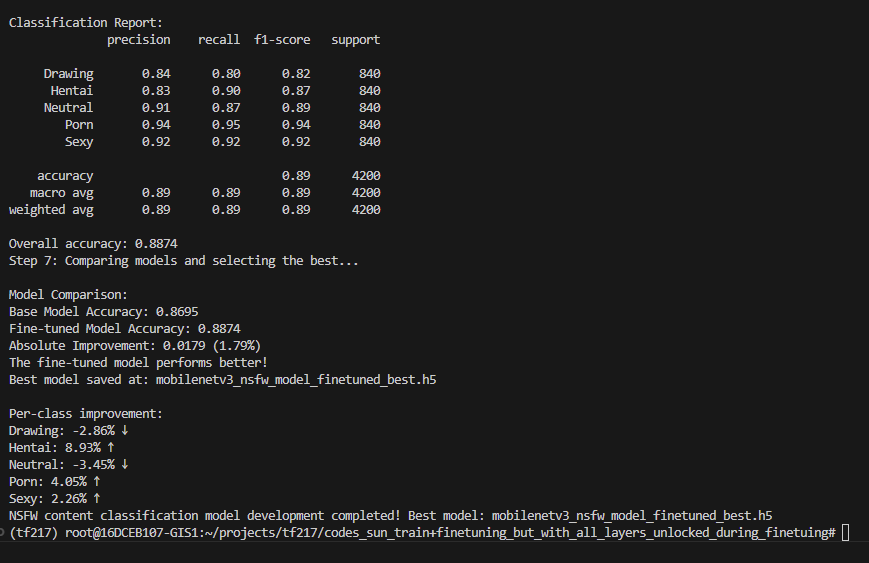 Classification Report:
precision recall f1-score support
Drawing 0.84 0.80 0.82 840
Hentai 0.83 0.90 0.87 840
Neutral 0.91 0.87 0.89 840
Porn 0.94 0.95 0.94 840
Sexy 0.92 0.92 0.92 840
accuracy 0.89 4200
macro avg 0.89 0.89 0.89 4200
weighted avg 0.89 0.89 0.89 4200
Overall accuracy: 0.8874
Step 7: Comparing models and selecting the best...
Model Comparison:
Base Model Accuracy: 0.8695
Fine-tuned Model Accuracy: 0.8874
Absolute Improvement: 0.0179 (1.79%)
The fine-tuned model performs better!
Best model saved at: mobilenetv3_nsfw_model_finetuned_best.h5
Per-class improvement:
Drawing: -2.86% ↓
Hentai: 8.93% ↑
Neutral: -3.45% ↓
Porn: 4.05% ↑
Sexy: 2.26% ↑
NSFW content classification model development completed! Best model: mobilenetv3_nsfw_model_finetuned_best.h5
(tf217) root@16DCEB107-GIS1:~/projects/tf217/codes_sun_train+finetuning_but_with_all_layers_unlocked_during_finetuing#